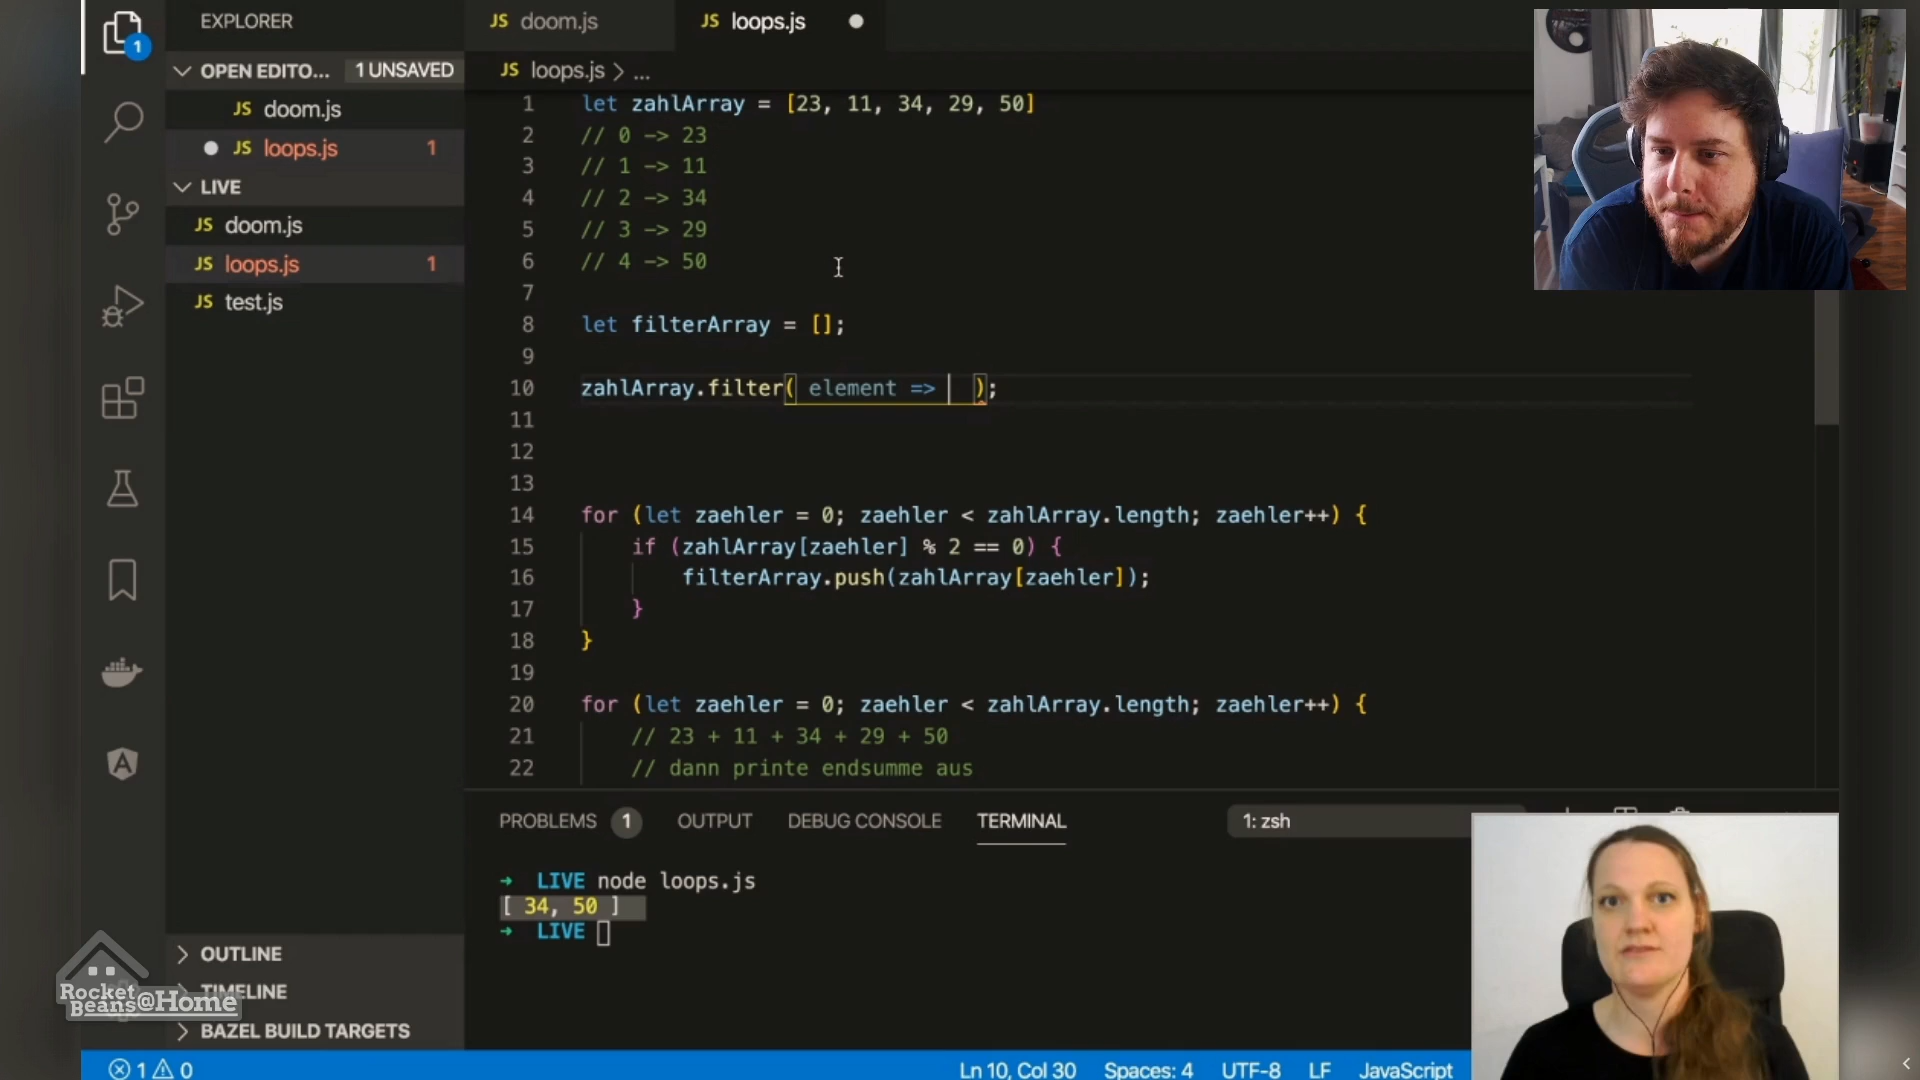 EXPLORER
OPEN EDITO... 1 UNSAVED
JS doom.js
JS loops.js 1
LIVE
JS doom.js
JS loops.js 1
JS test.js
OUTLINE
TIMELINE
BAZEL BUILD TARGETS
1
JS doom.js JS loops.js
JS loops.js > ...
1 let zahlArray = [23, 11, 34, 29, 50]
2 // 0 -> 23
3 // 1 -> 11
4 // 2 -> 34
5 // 3 -> 29
6 // 4 -> 50
7
8 let filterArray = [];
9
10 zahlArray.filter( element => );
11
12
13
14 for (let zaehler = 0; zaehler < zahlArray.length; zaehler++) {
15 if (zahlArray[zaehler] % 2 == 0) {
16 filterArray.push(zahlArray[zaehler]);
17 }
18 }
19
20 for (let zaehler = 0; zaehler < zahlArray.length; zaehler++) {
21 // 23 + 11 + 34 + 29 + 50
22 // dann printe endsumme aus
PROBLEMS 1 OUTPUT DEBUG CONSOLE TERMINAL 1: zsh
→ LIVE node loops.js
[ 34, 50 ]
→ LIVE
Rocket
Beans@Home
1 0 Ln 10, Col 30 Spaces: 4 UTF-8 LF JavaScript